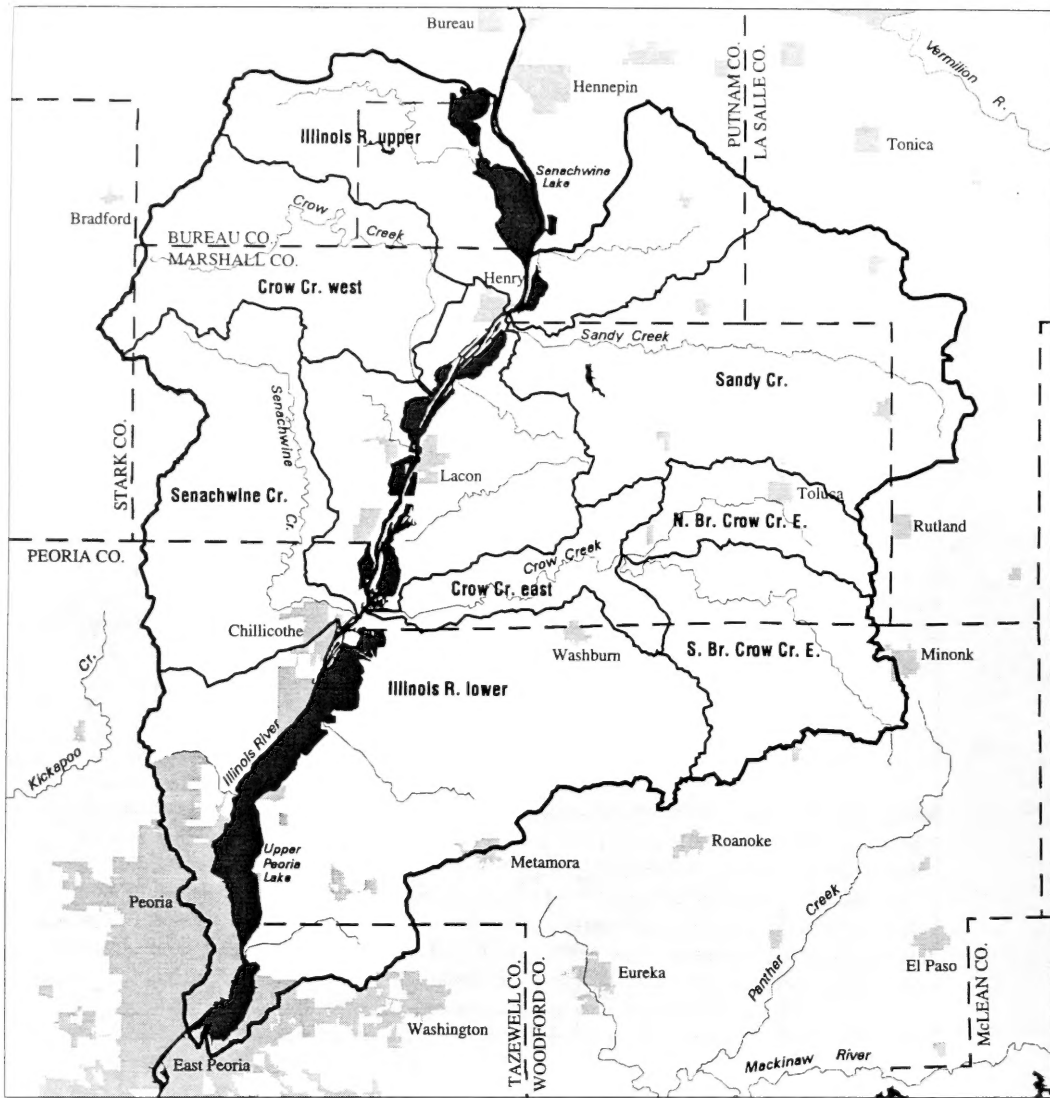 Bureau
Hennepin
PUTNAM CO.
LA SALLE CO.
Vermilion
R.
Tonica
Illinois R. upper
Senachwine
Lake
Bradford
Crow
Creek
BUREAU CO.
MARSHALL CO.
Crow Cr. west
Henry
Sandy Creek
Sandy Cr.
Senachwine
Cr.
STARK CO.
Senachwine Cr.
Lacon
Toluca
N. Br. Crow Cr. E.
Rutland
PEORIA CO.
Crow Creek
Crow Cr. east
Chillicothe
Washburn
S. Br. Crow Cr. E.
Minonk
Cr.
Kickapoo
Illinois R. lower
Illinois River
Upper
Peoria
Lake
Metamora
Roanoke
Peoria
Creek
Panther
El Paso
Eureka
TAZEWELL CO.
WOODFORD CO.
McLEAN CO.
Washington
East Peoria
Mackinaw River